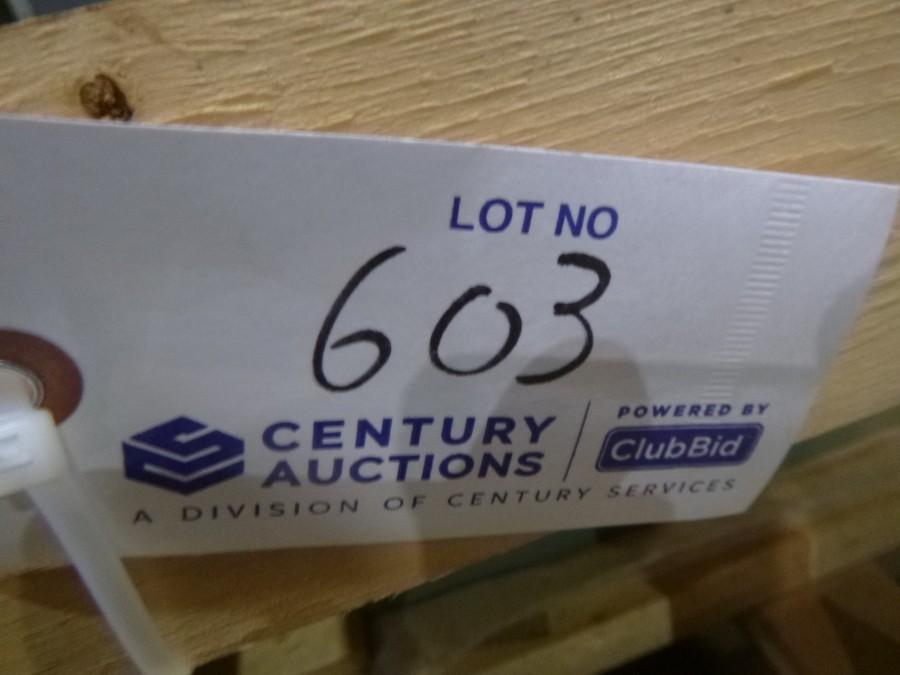 LOT NO
603
CENTURY
AUCTIONS
POWERED BY
ClubBid
A DIVISION OF CENTURY SERVICES